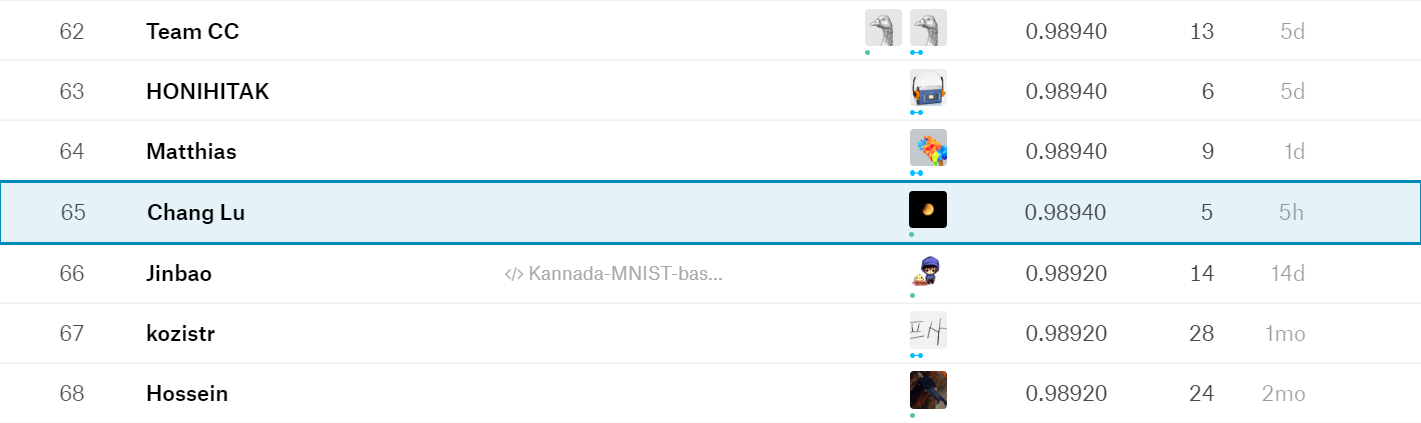 62 Team CC 0.98940 13 5d
63 HONIHITAK 0.98940 6 5d
64 Matthias 0.98940 9 1d
65 Chang Lu 0.98940 5 5h
66 Jinbao </> Kannada-MNIST-bas... 0.98920 14 14d
67 kozistr 프사 0.98920 28 1mo
68 Hossein 0.98920 24 2mo